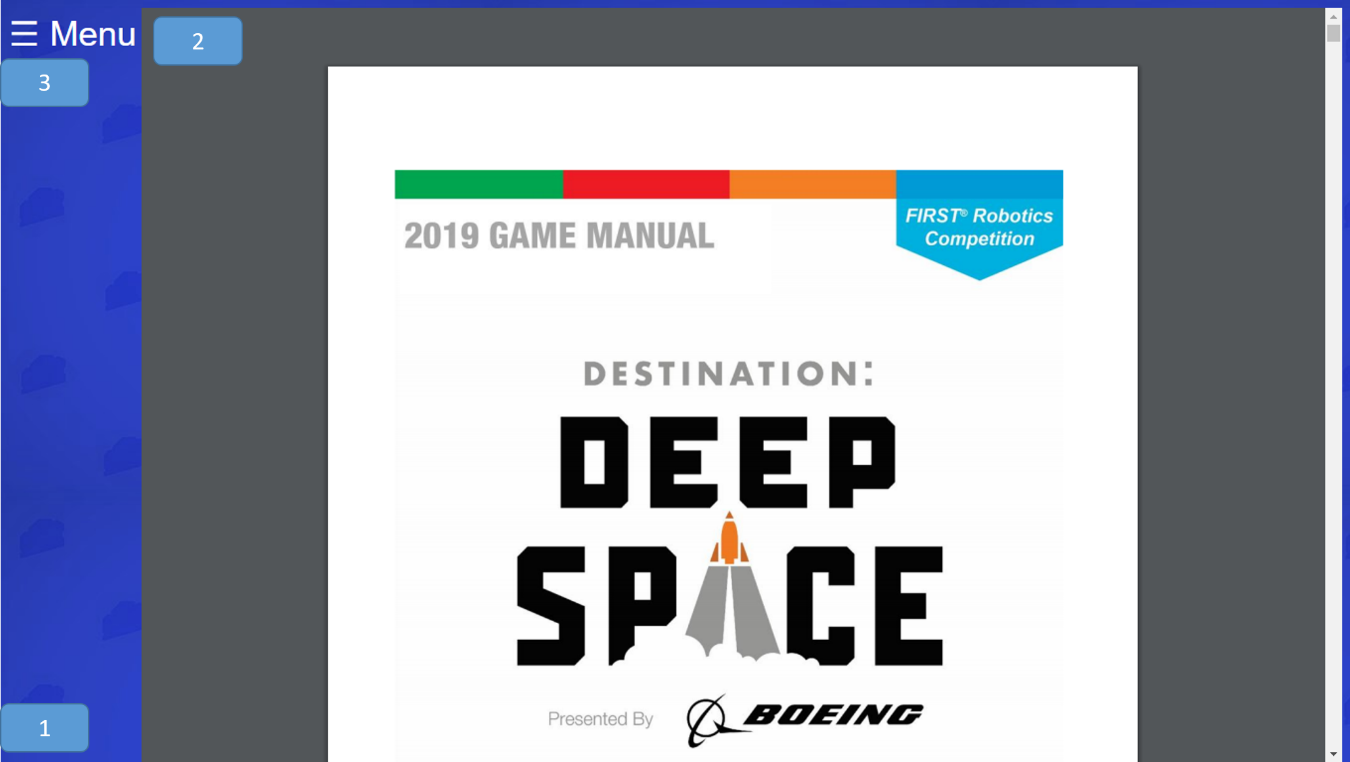 ☰ Menu
2
3
FIRST® Robotics
Competition
2019 GAME MANUAL
DESTINATION:
DEEP
SPACE
Presented By BOEING
1